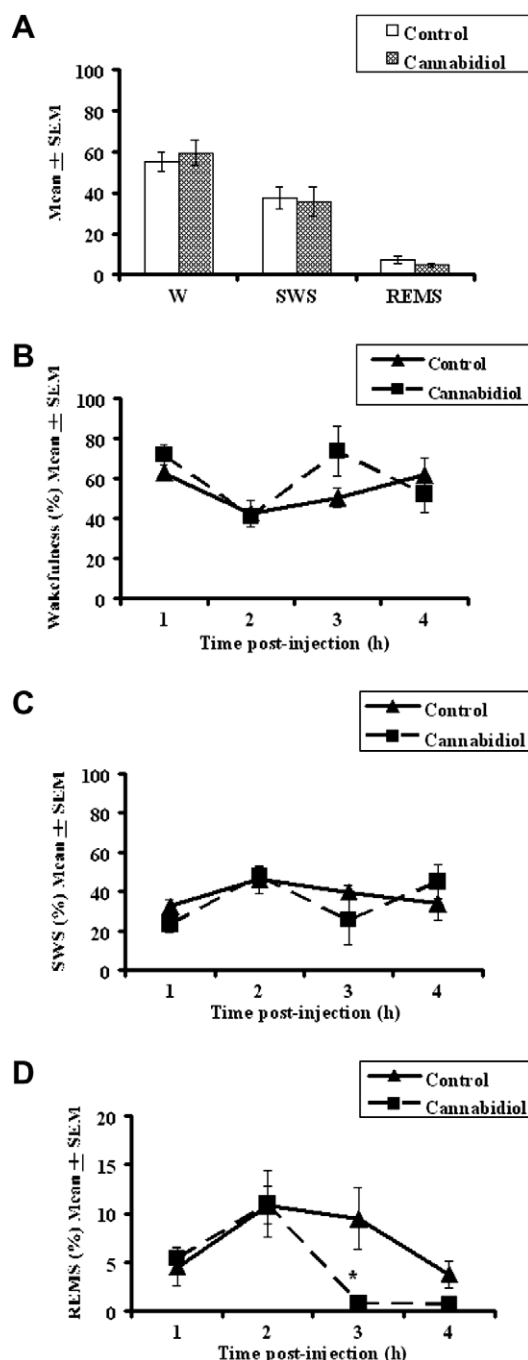 A
Control
Cannabidiol
Mean ± SEM
100
80
60
40
20
0
W SWS REMS
B
Control
Cannabidiol
Wakefulness (%) Mean ± SEM
100
80
60
40
20
0
1 2 3 4
Time post-injection (h)
C
Control
Cannabidiol
SWS (%) Mean ± SEM
100
80
60
40
20
0
1 2 3 4
Time post-injection (h)
D
Control
Cannabidiol
REMS (%) Mean ± SEM
20
15
10
5
0
*
1 2 3 4
Time post-injection (h)